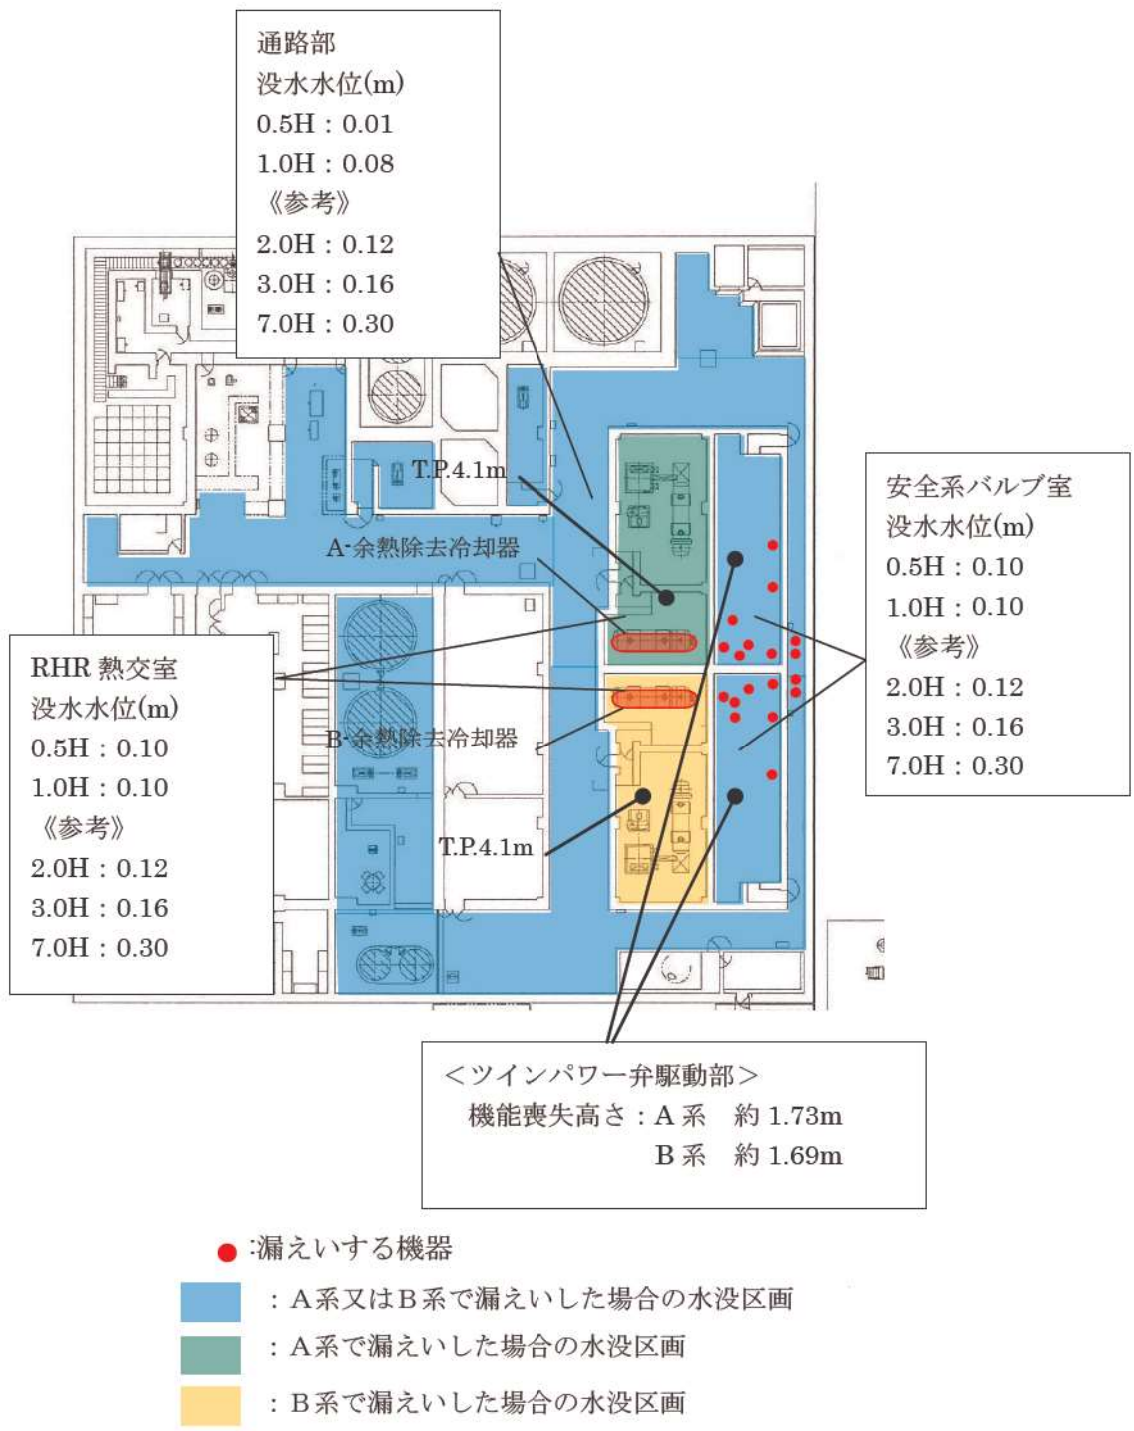 通路部
没水水位(m)
0.5H：0.01
1.0H：0.08
《参考》
2.0H：0.12
3.0H：0.16
7.0H：0.30
T.P.4.1m
A-余熱除去冷却器
安全系バルブ室
没水水位(m)
0.5H：0.10
1.0H：0.10
《参考》
2.0H：0.12
3.0H：0.16
7.0H：0.30
RHR 熱交室
没水水位(m)
0.5H：0.10
1.0H：0.10
《参考》
2.0H：0.12
3.0H：0.16
7.0H：0.30
B-余熱除去冷却器
T.P.4.1m
＜ツインパワー弁駆動部＞
機能喪失高さ：A 系　約 1.73m
B 系　約 1.69m
:漏えいする機器
：A系又はB系で漏えいした場合の水没区画
：A系で漏えいした場合の水没区画
：B系で漏えいした場合の水没区画